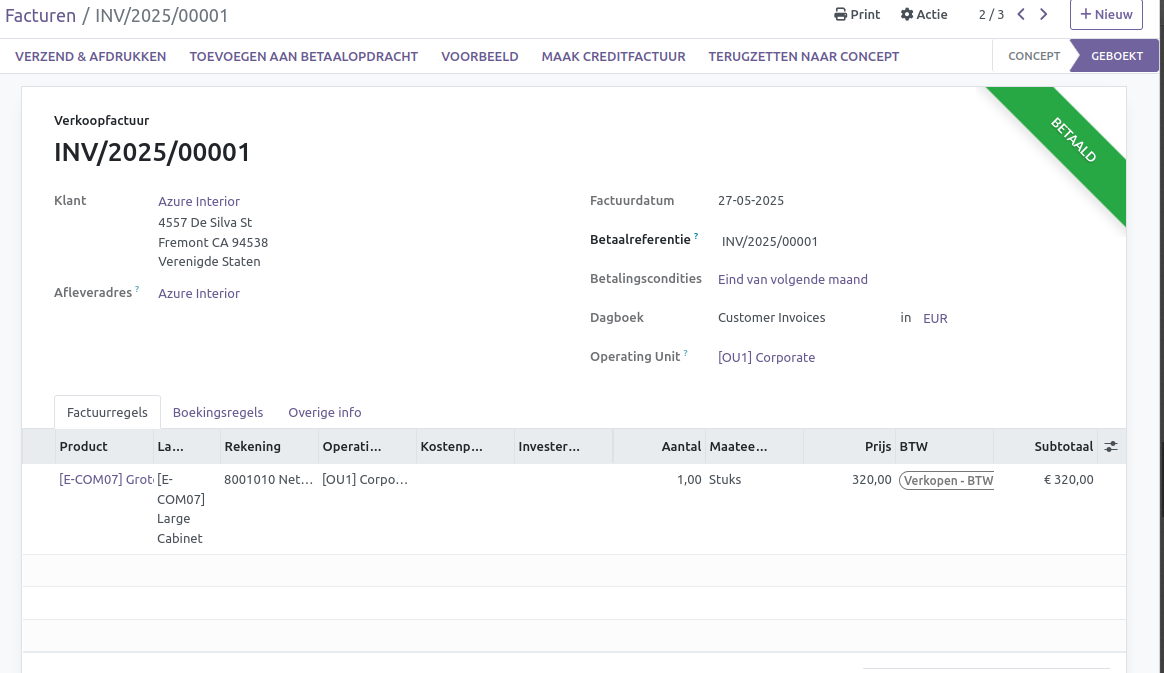 Facturen / INV/2025/00001
Print Actie 2 / 3 Nieuw
VERZEND & AFDRUKKEN TOEVOEGEN AAN BETAALOPDRACHT VOORBEELD MAAK CREDITFACTUUR TERUGZETTEN NAAR CONCEPT CONCEPT GEBOEKT
BETAALD
Verkoopfactuur
INV/2025/00001
Klant Azure Interior
4557 De Silva St
Fremont CA 94538
Verenigde Staten
Afleveradres ? Azure Interior
Factuurdatum 27-05-2025
Betaalreferentie ? INV/2025/00001
Betalingscondities Eind van volgende maand
Dagboek Customer Invoices in EUR
Operating Unit ? [OU1] Corporate
Factuurregels Boekingsregels Overige info
Product La... Rekening Operati... Kostenp... Invester... Aantal Maatee... Prijs BTW Subtotaal
[E-COM07] Grote [E-COM07] Large Cabinet 8001010 Net... [OU1] Corpo... 1,00 Stuks 320,00 Verkopen - BTW € 320,00